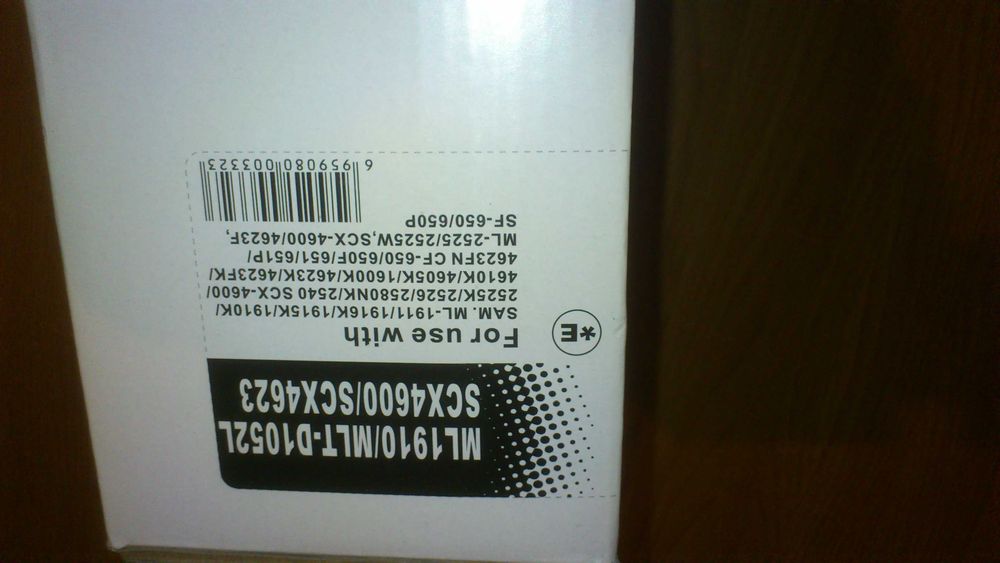 ML1910/MLT-D1052L
SCX4600/SCX4623
*E
For use with
SAM. ML-1911/1916K/1915K/1910K/
2525K/2526/2580NK/2540 SCX-4600/
4610K/4605K/1600K/4623K/4623FK/
4623FN CF-650/650F/651/651P/
ML-2525/2525W,SCX-4600/4623F,
SF-650/650P
6 959080 003323